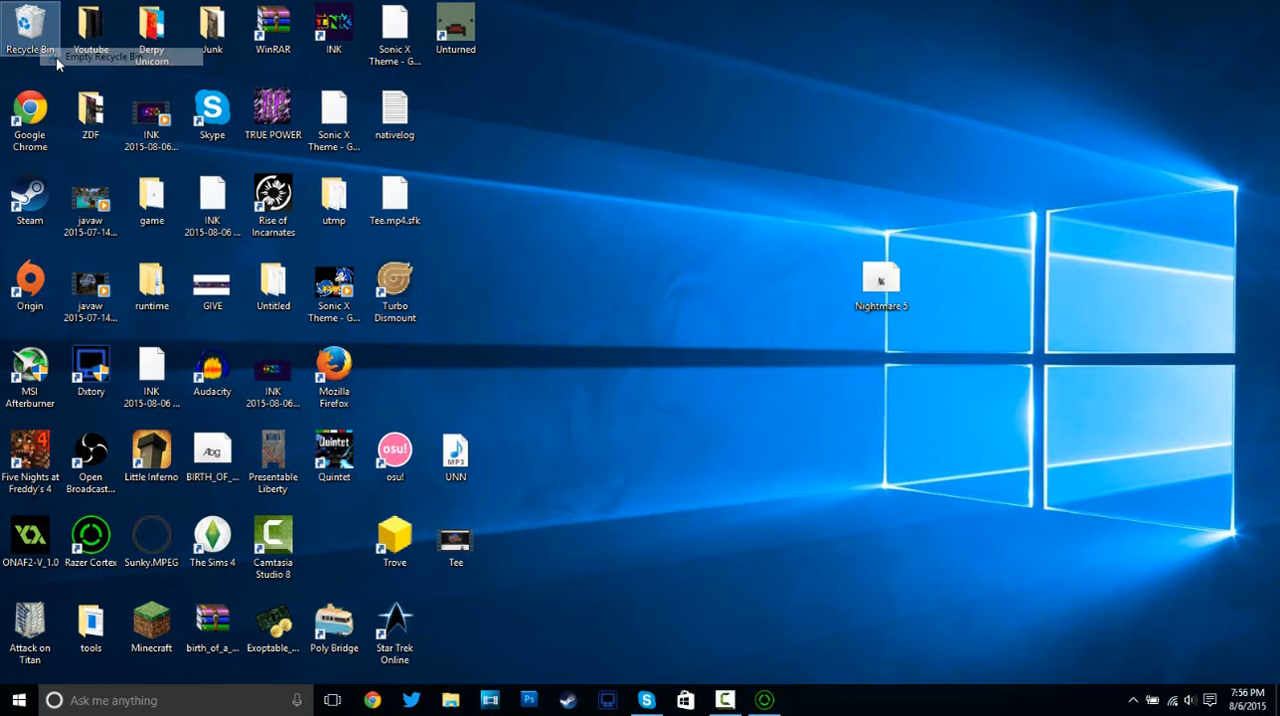 Recycle Bin
Youtube
Derpy
Unicorn
Junk
WinRAR
INK
Sonic X
Theme - G...
Unturned
Empty Recycle Bin
Google
Chrome
ZDF
INK
2015-08-06...
Skype
TRUE POWER
Sonic X
Theme - G...
nativelog
Steam
javaw
2015-07-14...
game
INK
2015-08-06 ...
Rise of
Incarnates
utmp
Tee.mp4.sfk
Origin
javaw
2015-07-14...
runtime
GIVE
Untitled
Sonic X
Theme - G...
Turbo
Dismount
Nightmare 5
MSI
Afterburner
Dxtory
INK
2015-08-06 ...
Audacity
INK
2015-08-06...
Mozilla
Firefox
Five Nights at
Freddy's 4
Open
Broadcast...
Little Inferno
Abg
BIRTH_OF_...
Presentable
Liberty
Quintet
Quintet
osu!
osu!
MP3
UNN
ONAF2-V_1.0
Razer Cortex
Sunky.MPEG
The Sims 4
Camtasia
Studio 8
Trove
Tee
Attack on
Titan
tools
Minecraft
birth_of_a_...
Exoptable_...
Poly Bridge
Star Trek
Online
Ask me anything
7:56 PM
8/6/2015